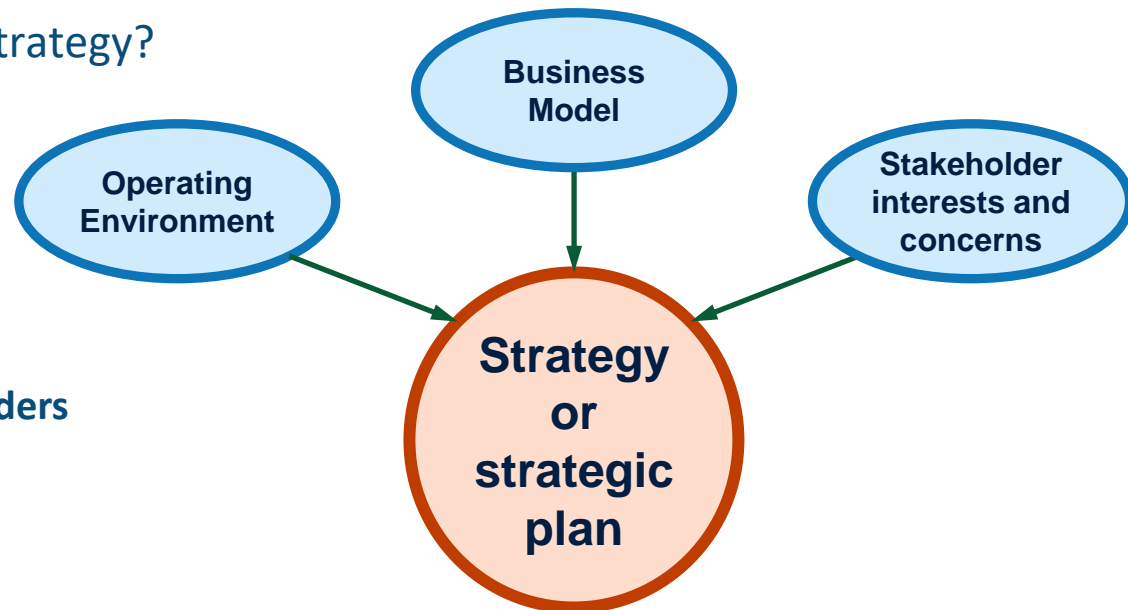 trategy?
Business
Model
Operating
Environment
Stakeholder
interests and
concerns
ders
Strategy
or
strategic
plan